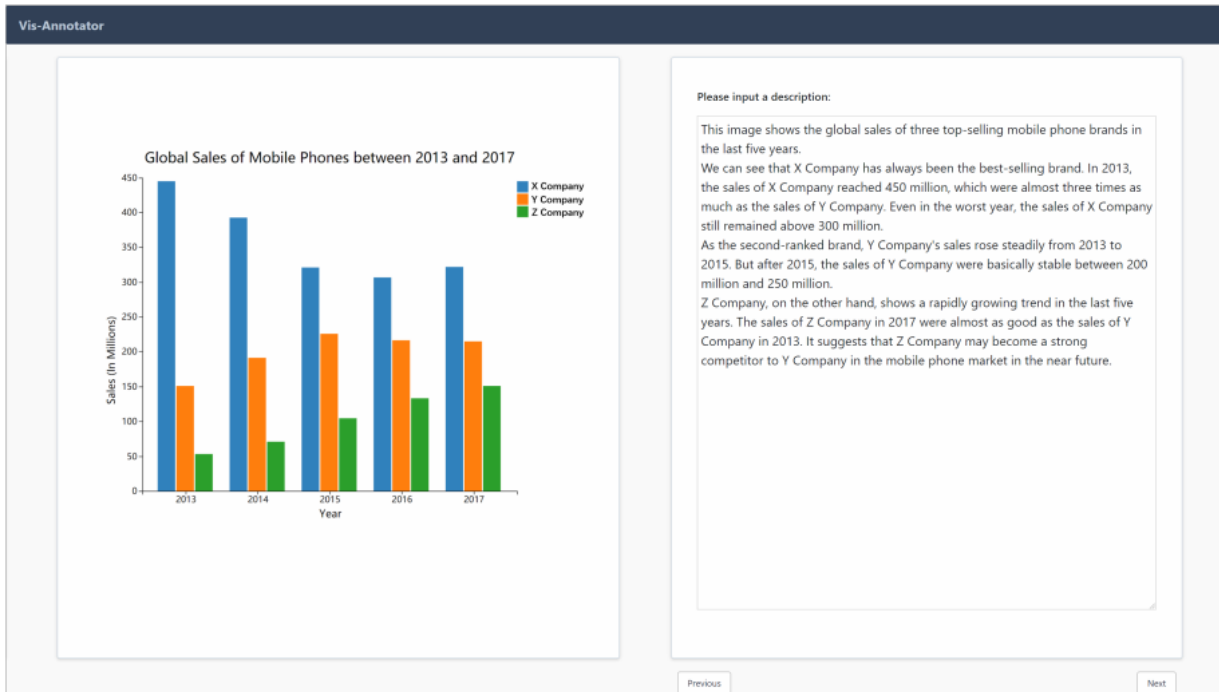 Vis-Annotator
Global Sales of Mobile Phones between 2013 and 2017
450
400
350
300
250
200
150
100
50
0
Sales (In Millions)
X Company
Y Company
Z Company
2013
2014
2015
2016
2017
Year
Please input a description:
This image shows the global sales of three top-selling mobile phone brands in
the last five years.
We can see that X Company has always been the best-selling brand. In 2013,
the sales of X Company reached 450 million, which were almost three times as
much as the sales of Y Company. Even in the worst year, the sales of X Company
still remained above 300 million.
As the second-ranked brand, Y Company's sales rose steadily from 2013 to
2015. But after 2015, the sales of Y Company were basically stable between 200
million and 250 million.
Z Company, on the other hand, shows a rapidly growing trend in the last five
years. The sales of Z Company in 2017 were almost as good as the sales of Y
Company in 2013. It suggests that Z Company may become a strong
competitor to Y Company in the mobile phone market in the near future.
Previous
Next